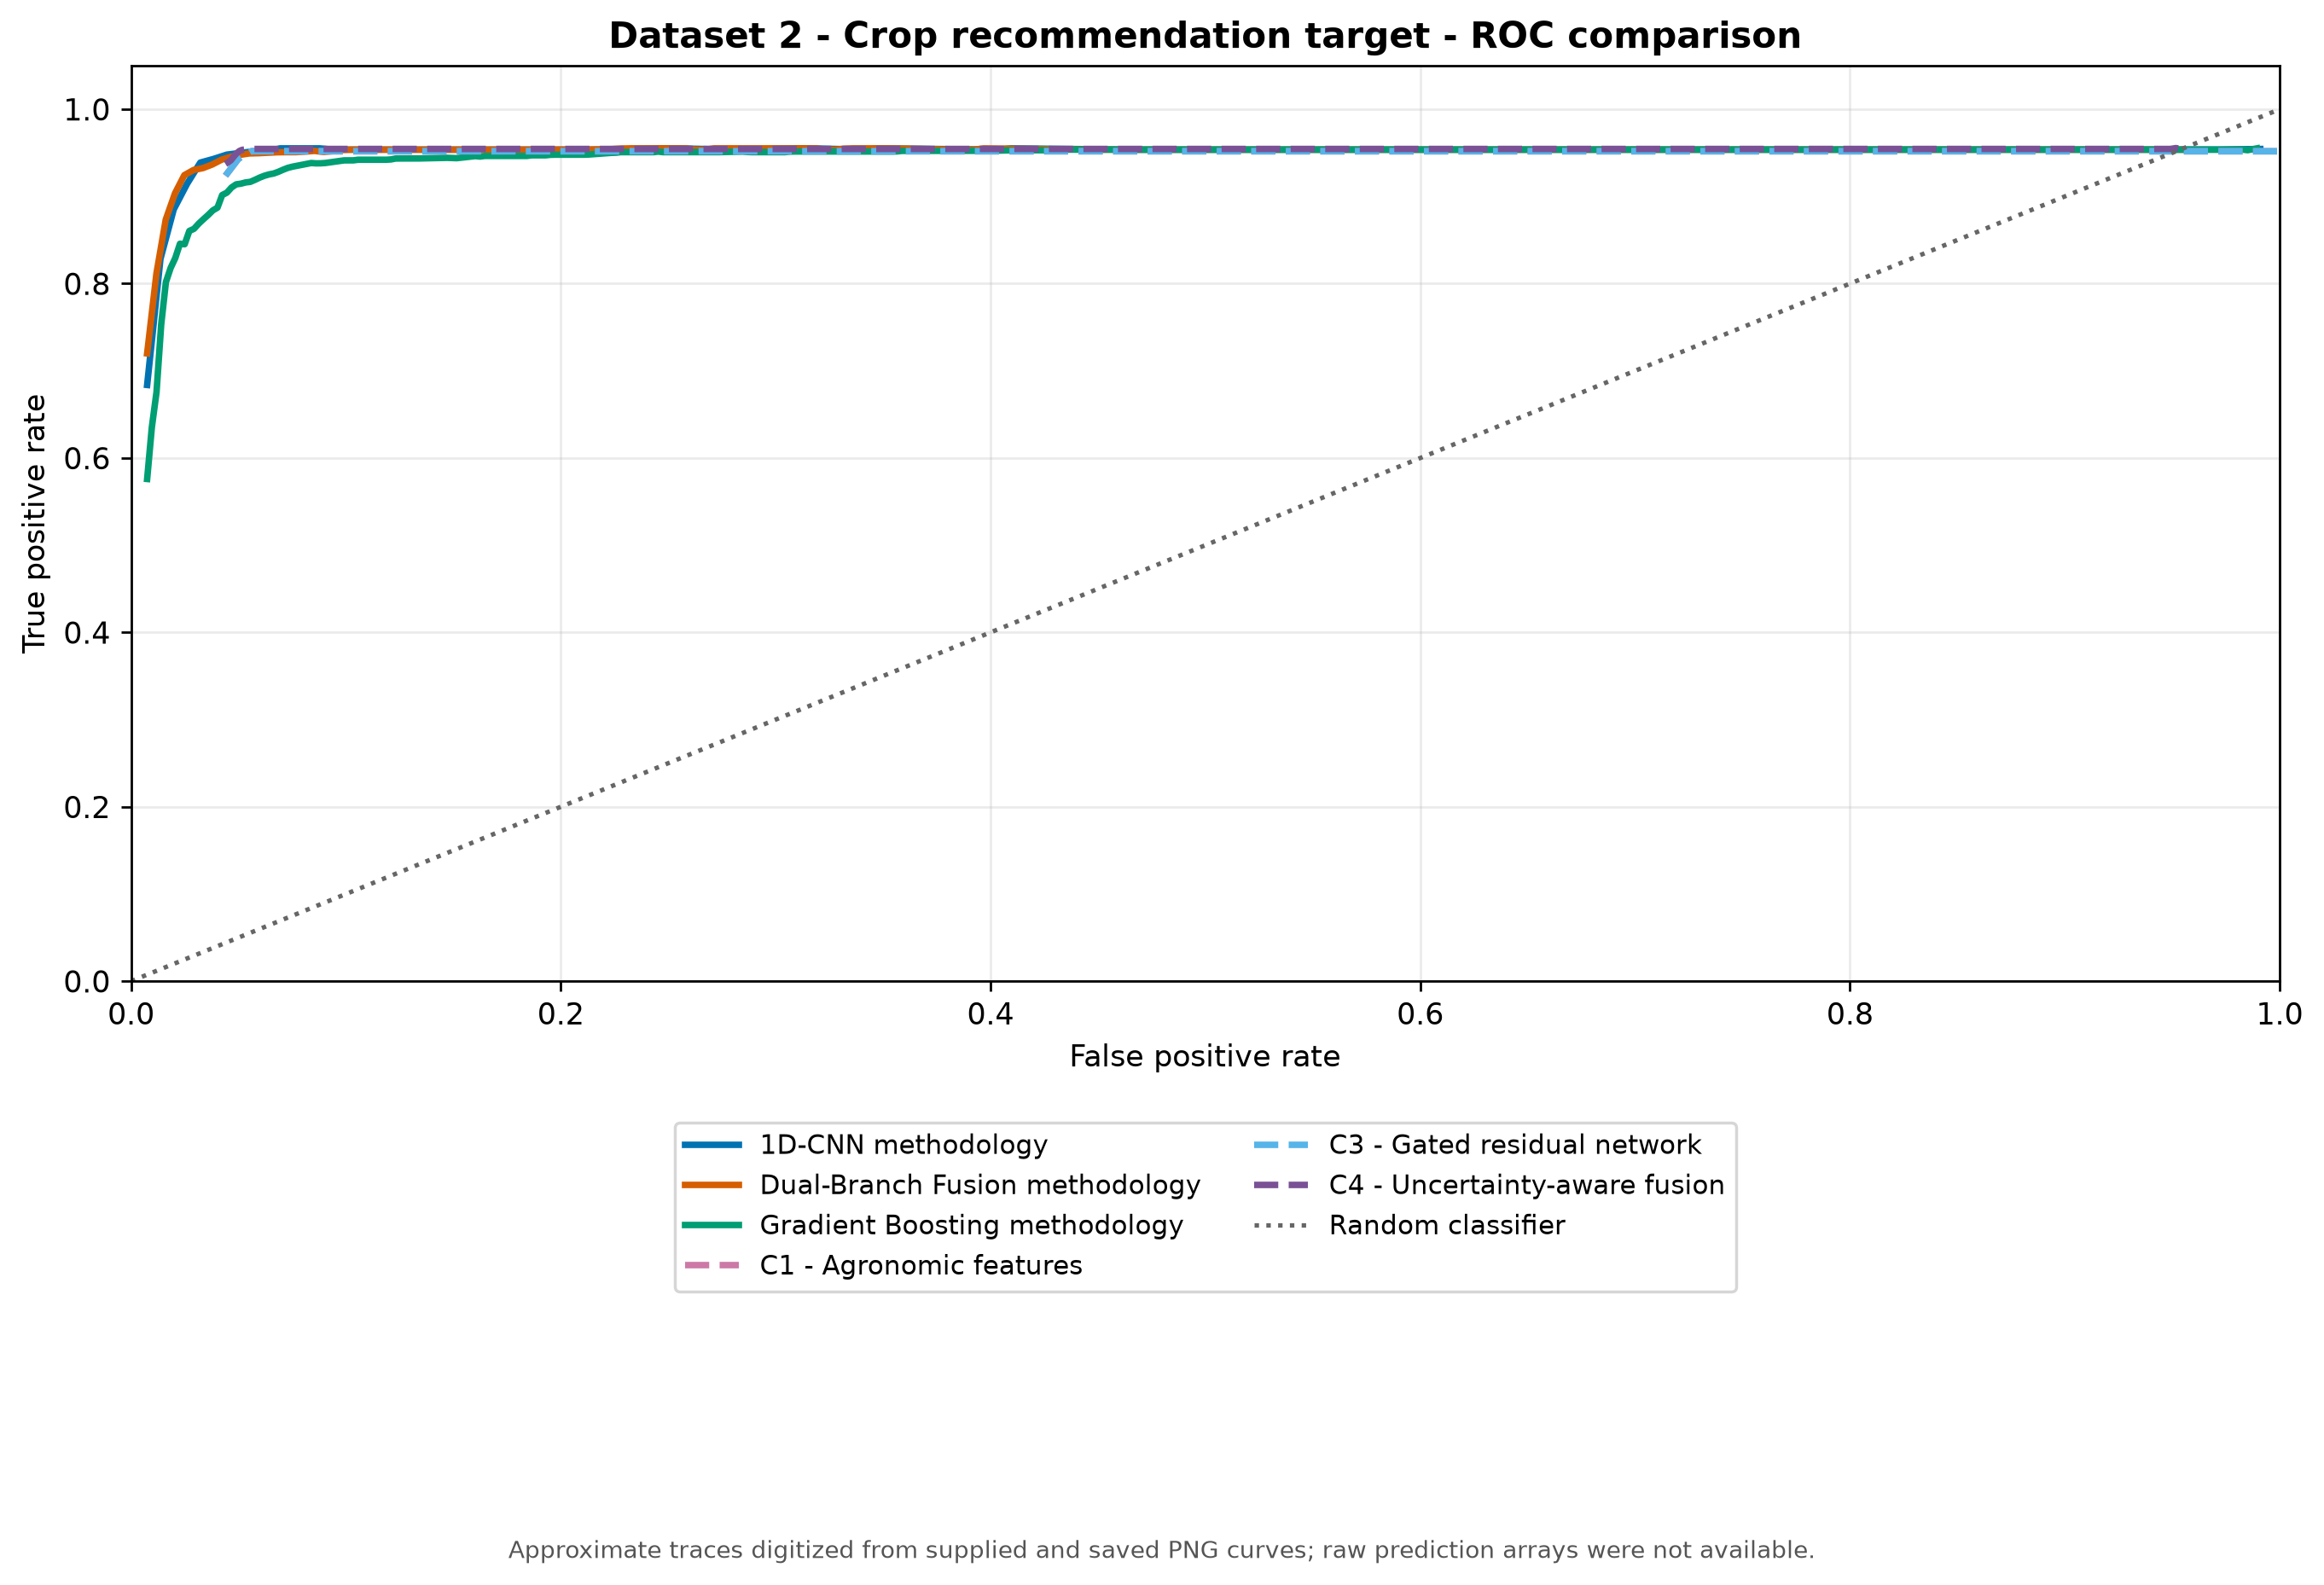 Dataset 2 - Crop recommendation target - ROC comparison
True positive rate
1.0
0.8
0.6
0.4
0.2
0.0
0.0 0.2 0.4 0.6 0.8 1.0
False positive rate
1D-CNN methodology
Dual-Branch Fusion methodology
Gradient Boosting methodology
C1 - Agronomic features
C3 - Gated residual network
C4 - Uncertainty-aware fusion
Random classifier
Approximate traces digitized from supplied and saved PNG curves; raw prediction arrays were not available.